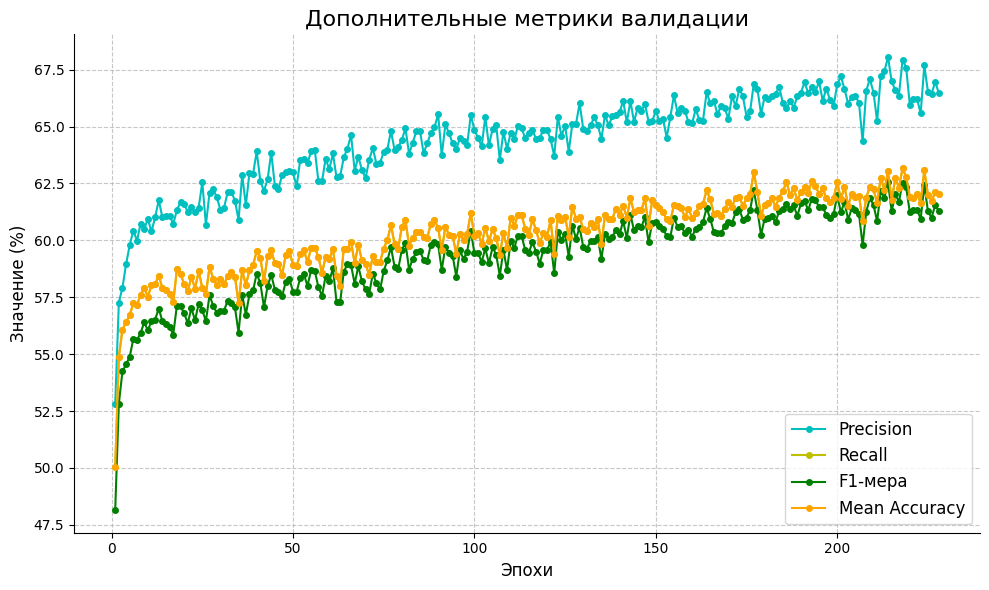 Дополнительные метрики валидации
Значение (%)
67.5
65.0
62.5
60.0
57.5
55.0
52.5
50.0
47.5
Precision
Recall
F1-мера
Mean Accuracy
0
50
100
150
200
Эпохи